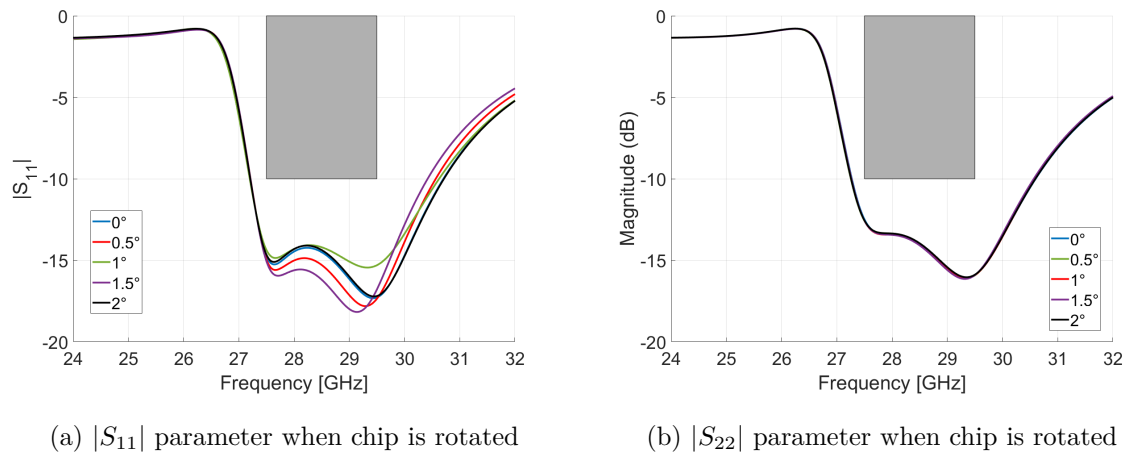 0
-5
-10
-15
-20
|S11|
24 25 26 27 28 29 30 31 32
Frequency [GHz]
0°
0.5°
1°
1.5°
2°
(a) |S11| parameter when chip is rotated
0
-5
-10
-15
-20
Magnitude (dB)
24 25 26 27 28 29 30 31 32
Frequency [GHz]
0°
0.5°
1°
1.5°
2°
(b) |S22| parameter when chip is rotated